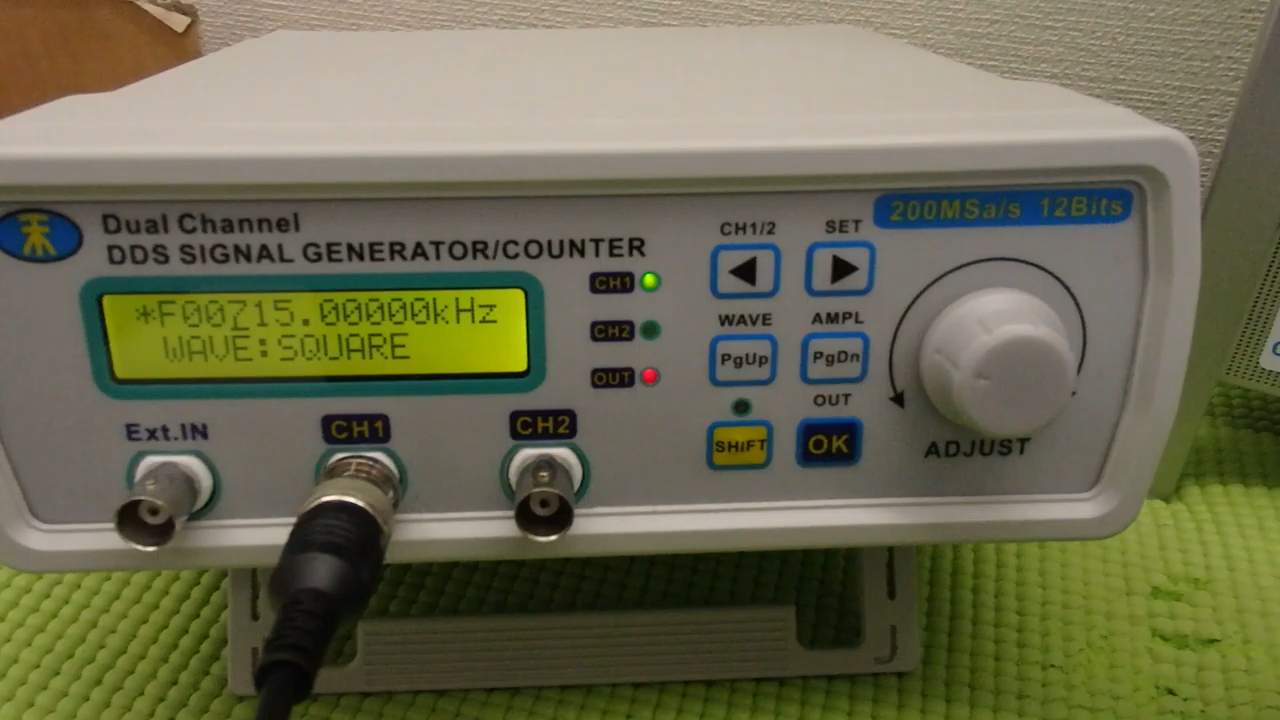 Dual Channel
DDS SIGNAL GENERATOR/COUNTER
200MSa/s 12Bits
*F00715.00000kHz
WAVE:SQUARE
CH1
CH2
OUT
CH1/2
SET
WAVE
AMPL
PgUp
PgDn
OUT
SHIFT
OK
ADJUST
Ext.IN
CH1
CH2